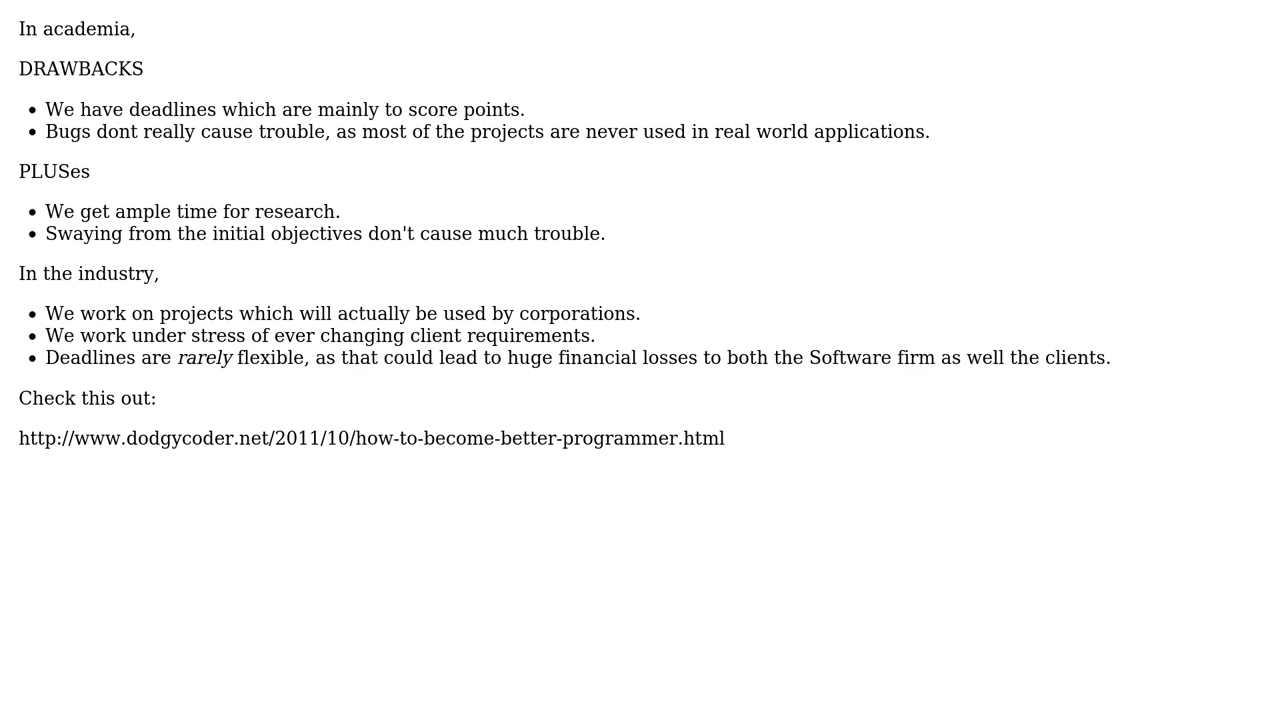 In academia,
DRAWBACKS
• We have deadlines which are mainly to score points.
• Bugs dont really cause trouble, as most of the projects are never used in real world applications.
PLUSes
• We get ample time for research.
• Swaying from the initial objectives don't cause much trouble.
In the industry,
• We work on projects which will actually be used by corporations.
• We work under stress of ever changing client requirements.
• Deadlines are rarely flexible, as that could lead to huge financial losses to both the Software firm as well the clients.
Check this out:
http://www.dodgycoder.net/2011/10/how-to-become-better-programmer.html